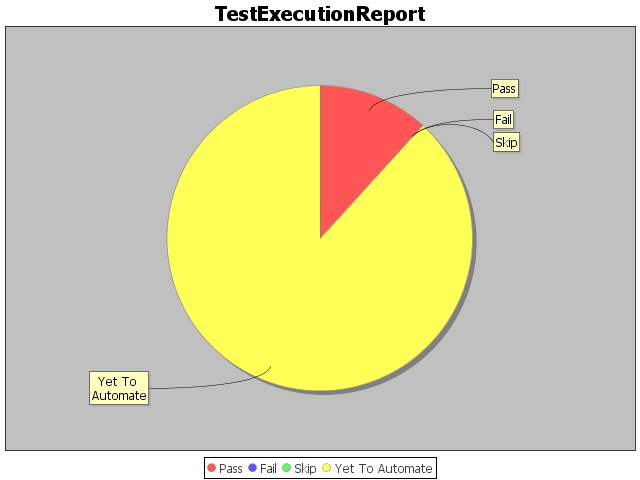 TestExecutionReport
Pass
Fail
Skip
Yet To
Automate
Pass Fail Skip Yet To Automate